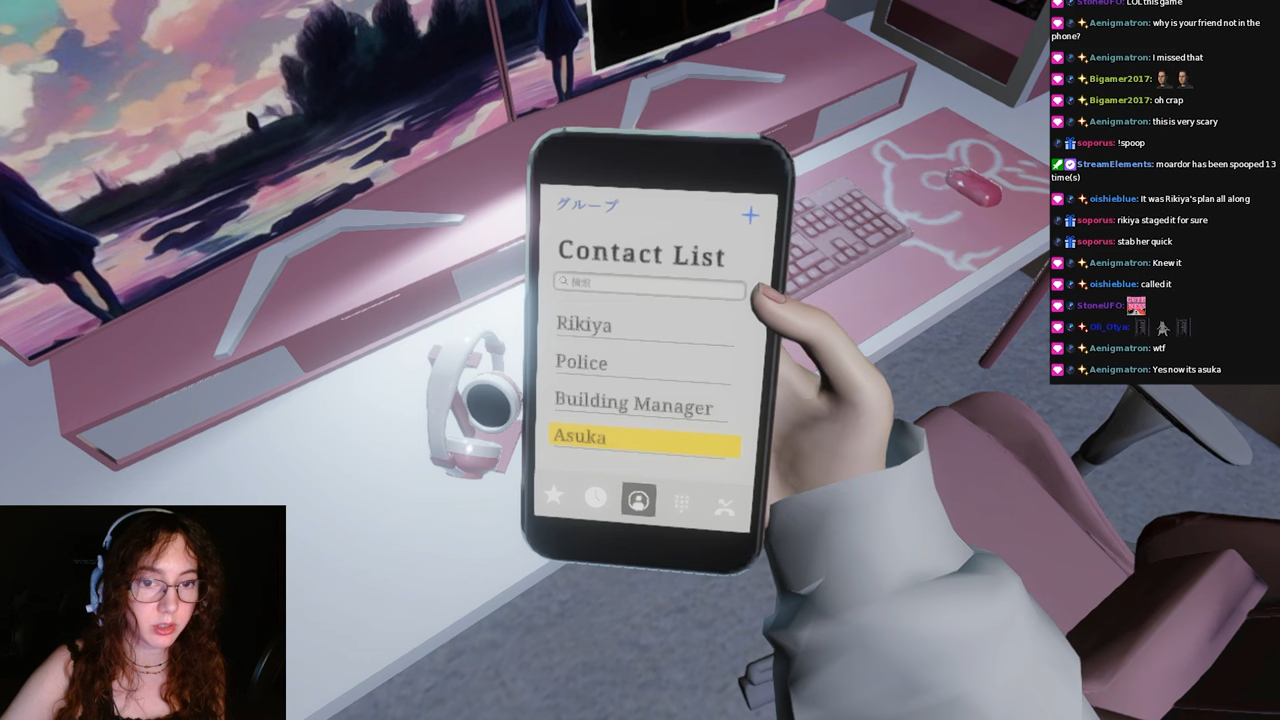 グループ
+
Contact List
検索
Rikiya
Police
Building Manager
Asuka
StoneUFO: LOL this game
Aenigmatron: why is your friend not in the
phone?
Aenigmatron: I missed that
Bigamer2017:
Bigamer2017: oh crap
Aenigmatron: this is very scary
soporus: !spoop
StreamElements: moardor has been spooped 13
time(s)
oishieblue: It was Rikiya's plan all along
soporus: rikiya staged it for sure
soporus: stab her quick
Aenigmatron: Knew it
oishieblue: called it
StoneUFO:
Oli_Otya:
Aenigmatron: wtf
Aenigmatron: Yes now its asuka